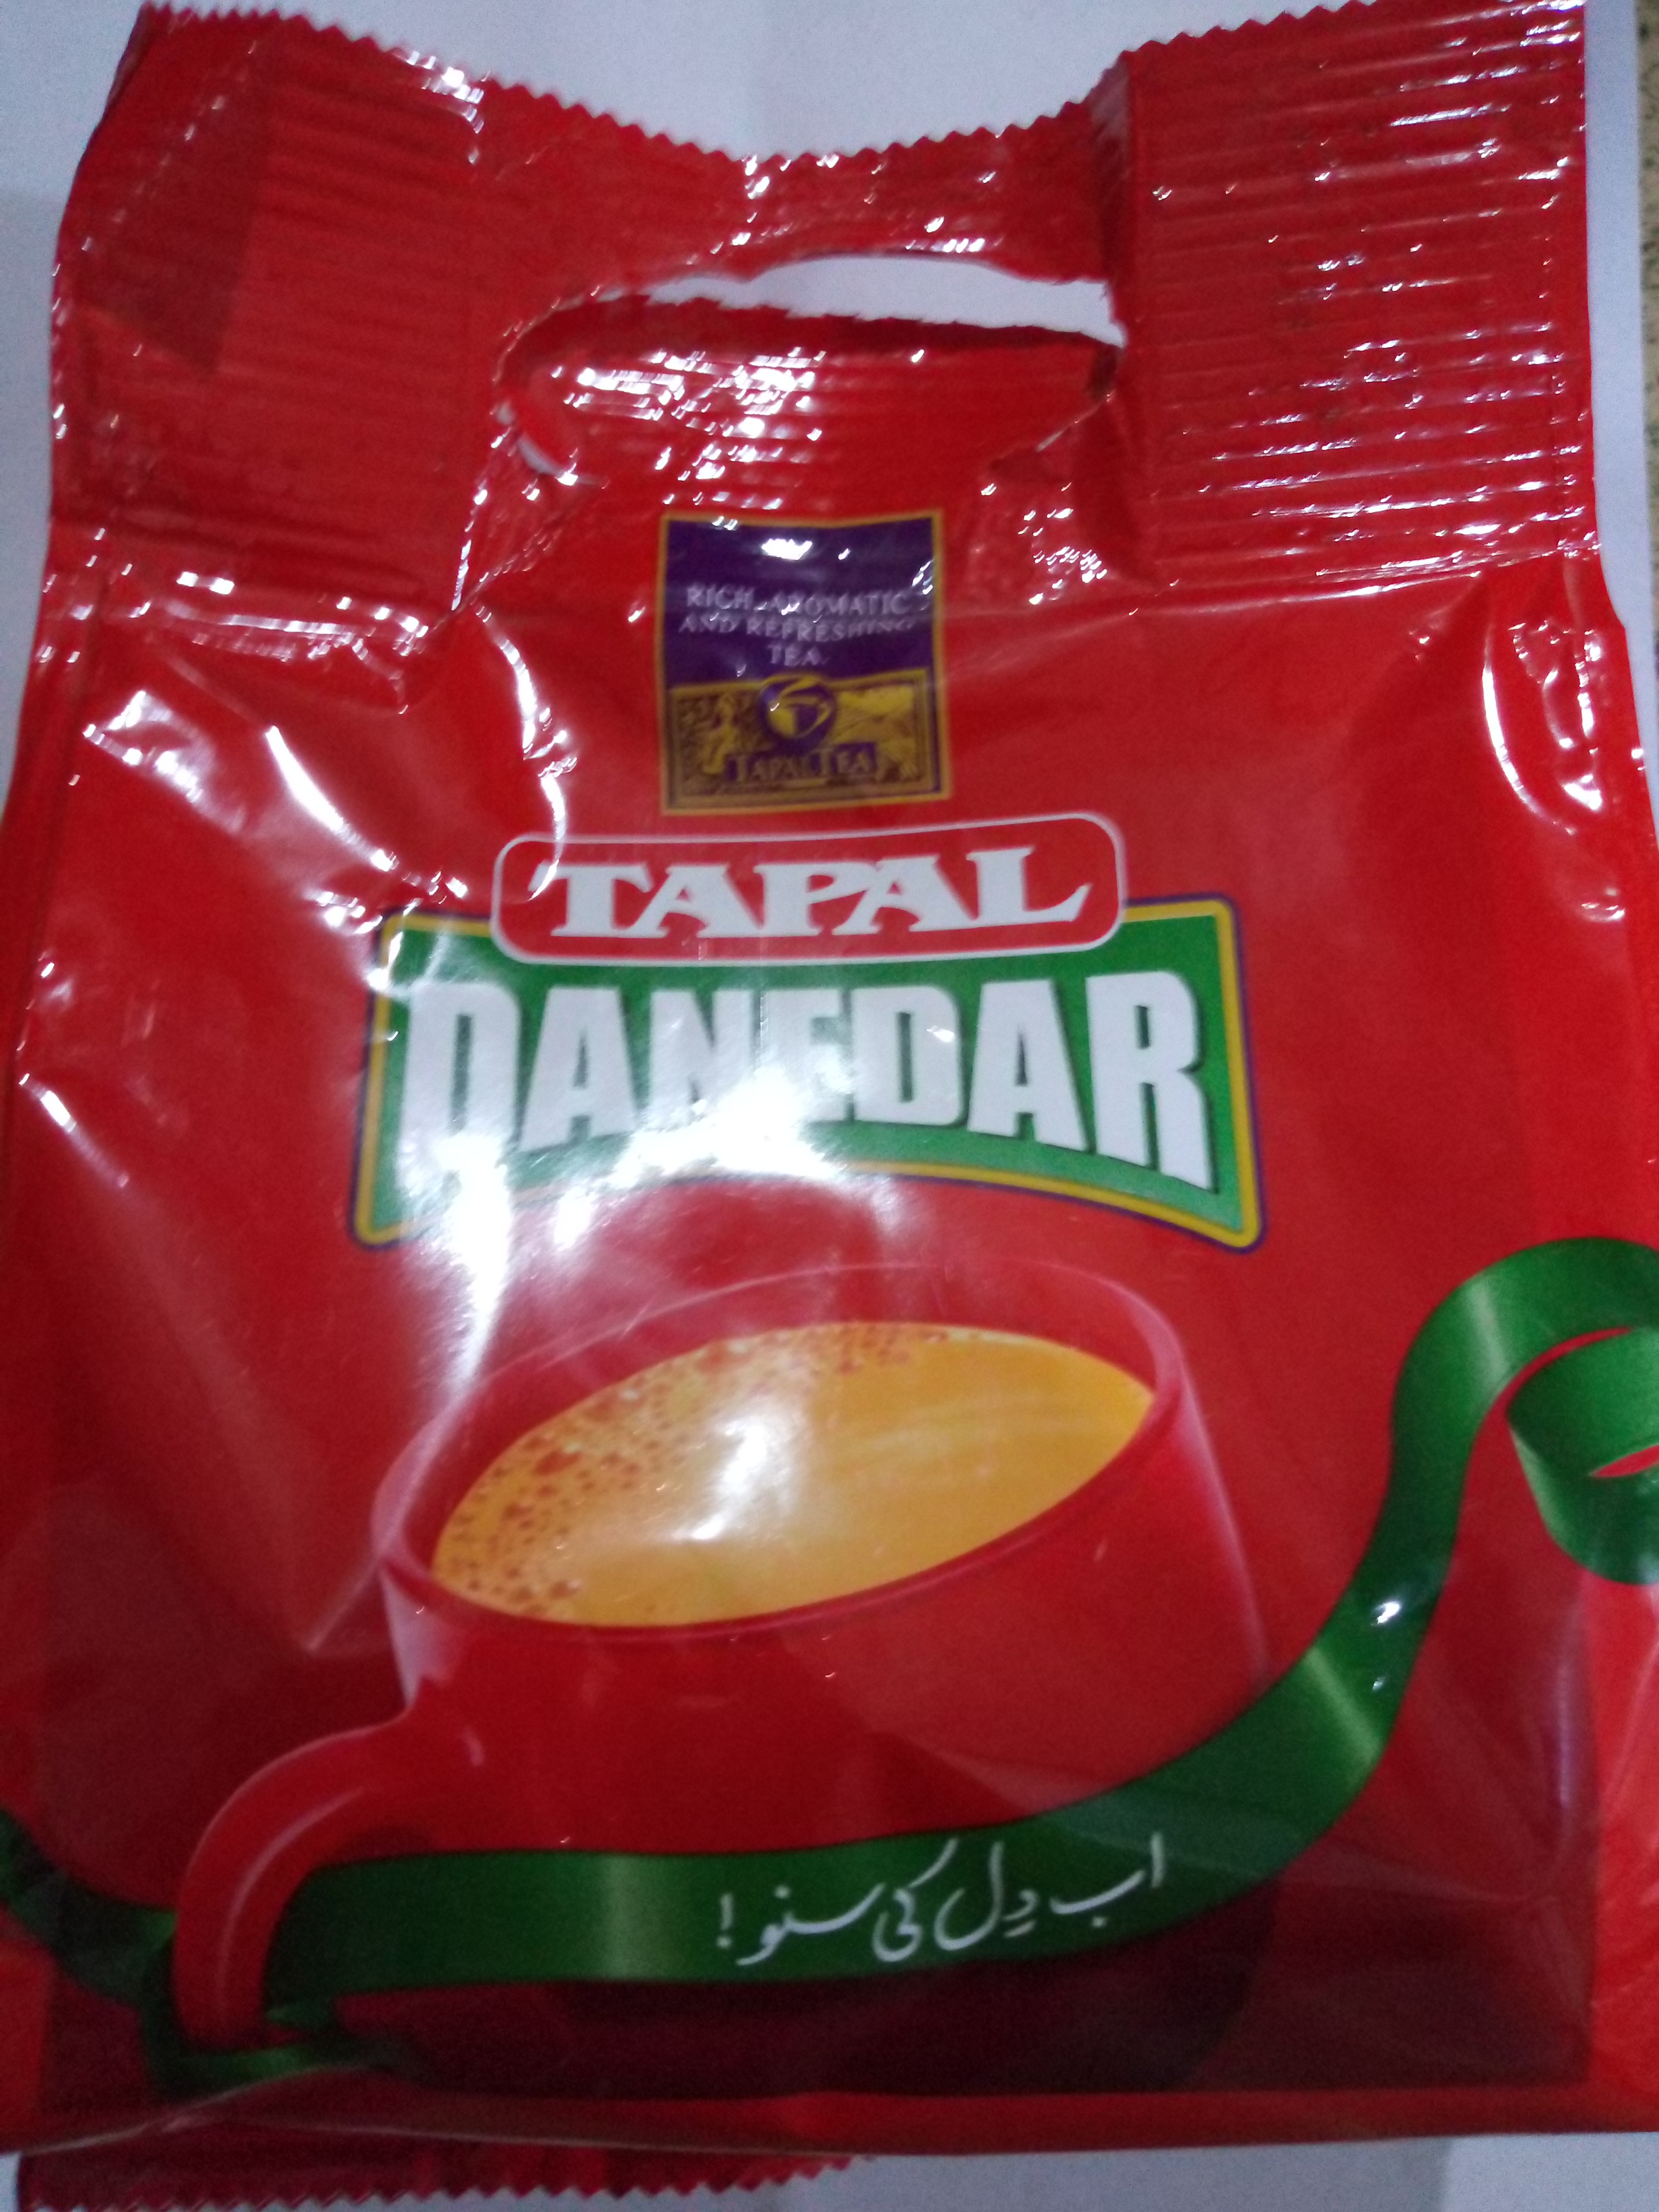 RICH, AROMATIC
AND REFRESHING
TEA
TAPAL TEA
TAPAL
DANEDAR
اب دِل کی سنو!